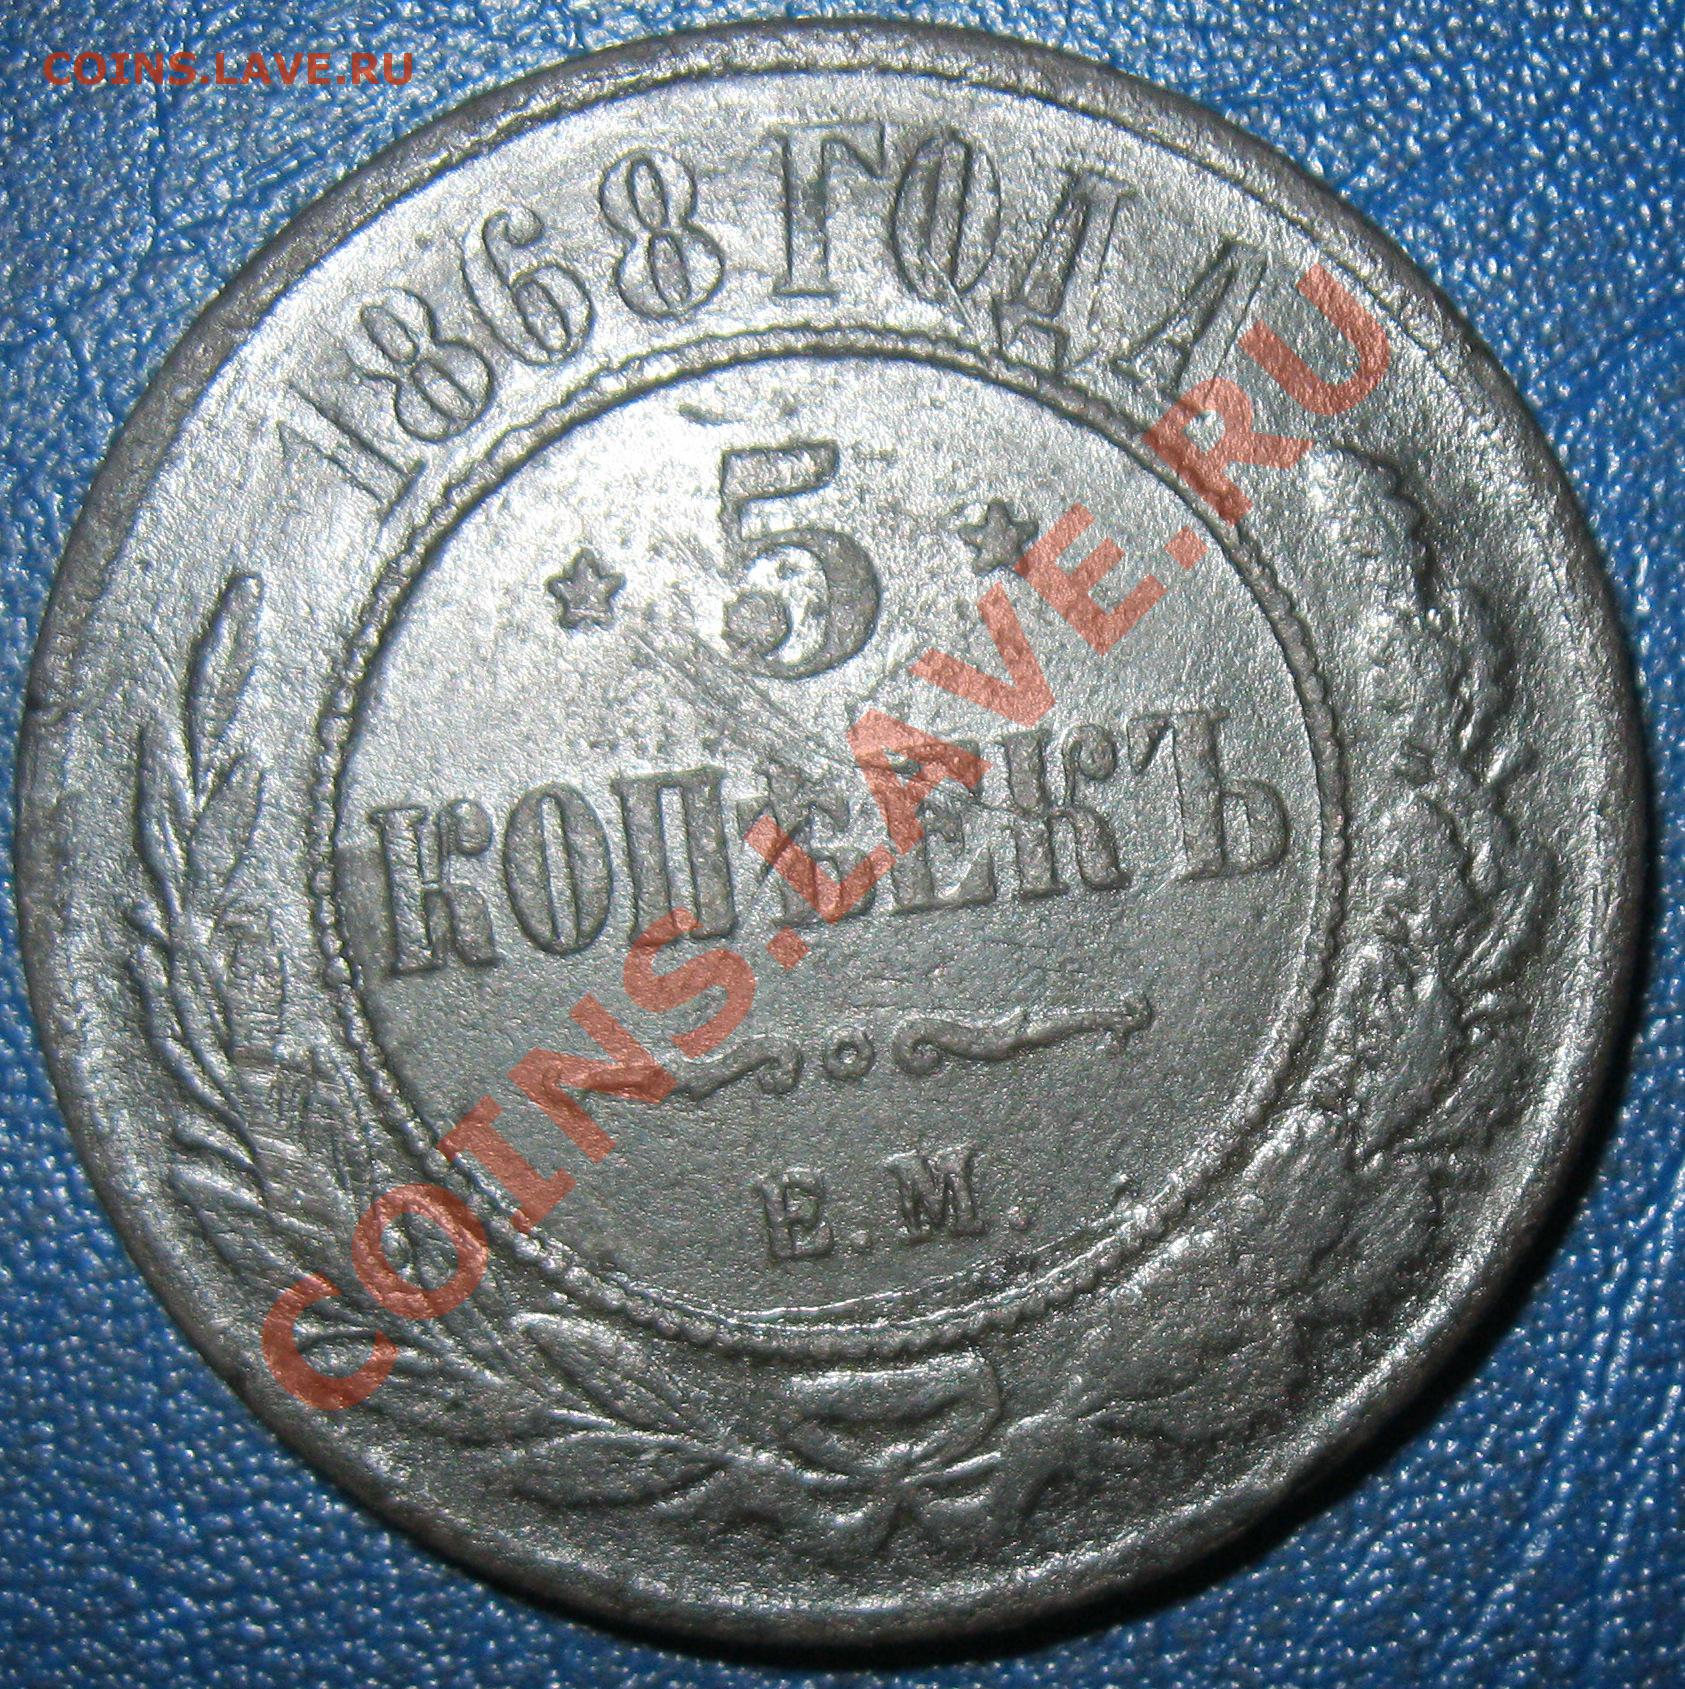 COINS.LAVE.RU
1868 ГОДА
5
КОПѢЕКЪ
Е.М.
COINS.LAVE.RU